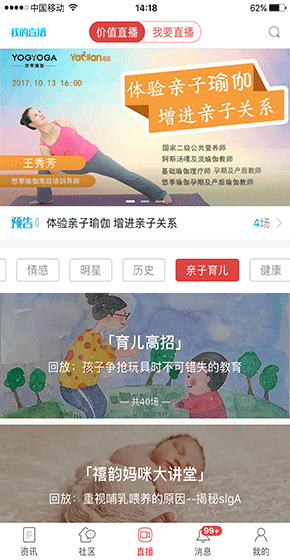 中国移动 14:18 62%
我的直播 价值直播 我要直播
YOGYOGA
悠季瑜伽
2017.10.13 16:00
体验亲子瑜伽
增进亲子关系
王秀芳
悠季瑜伽高级培训导师
国家二级公共营养师
阿斯汤嘎及流瑜伽教师
基础瑜伽理疗师 孕期及产后教师
悠季瑜伽孕期及产后瑜伽教师
预告 体验亲子瑜伽 增进亲子关系 4场
情感 明星 历史 亲子育儿 健康
「育儿高招」
回放：孩子争抢玩具时不可错失的教育
共40场
「禧韵妈咪大讲堂」
回放：重视哺乳喂养的原因--揭秘slgA
99+
资讯 社区 直播 消息 我的